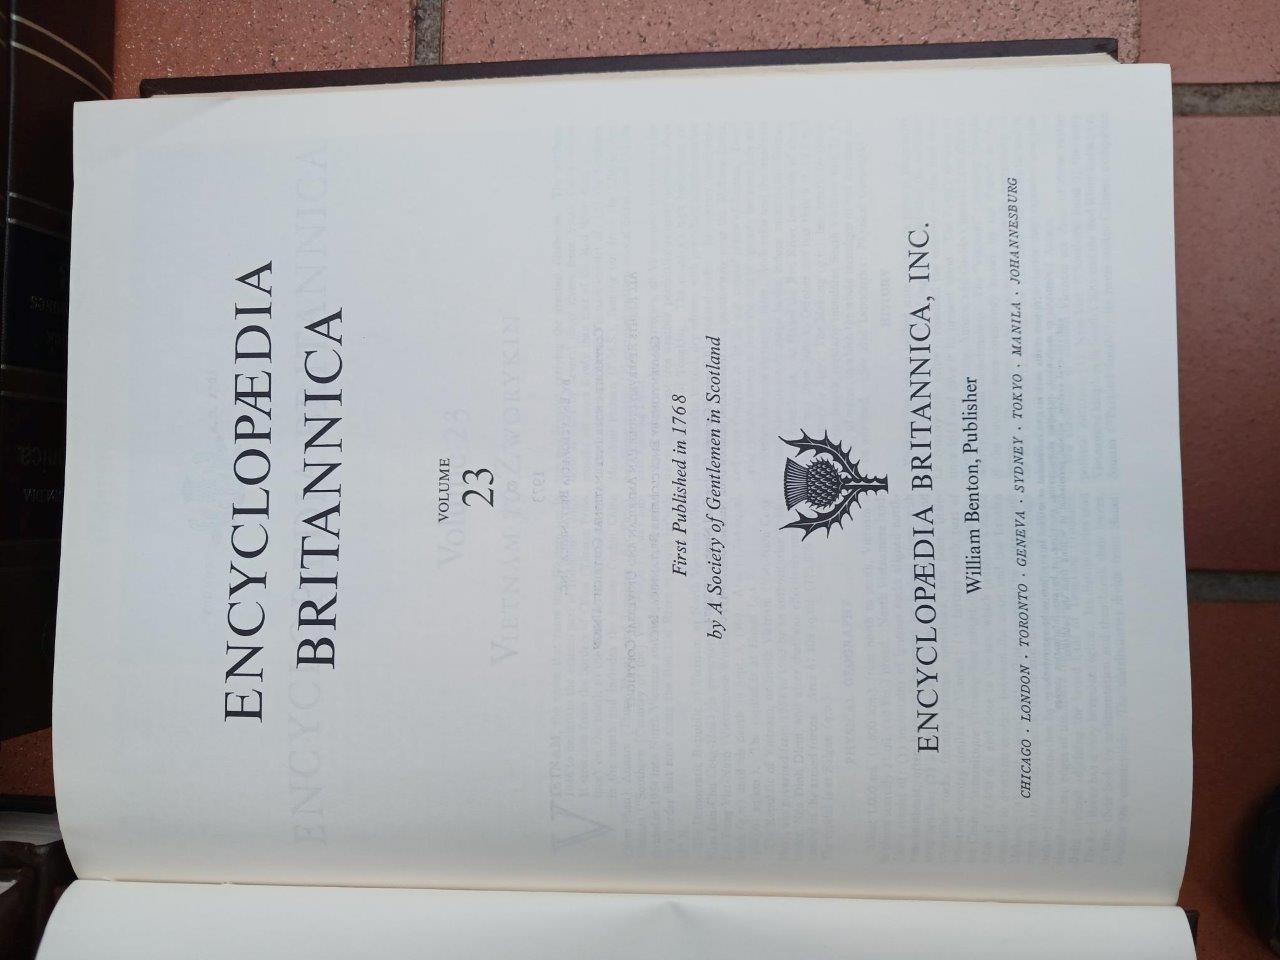 ENCYCLOPÆDIA
BRITANNICA
VOLUME
23
First Published in 1768
by A Society of Gentlemen in Scotland
ENCYCLOPÆDIA BRITANNICA, INC.
William Benton, Publisher
CHICAGO · LONDON · TORONTO · GENEVA · SYDNEY · TOKYO · MANILA · JOHANNESBURG